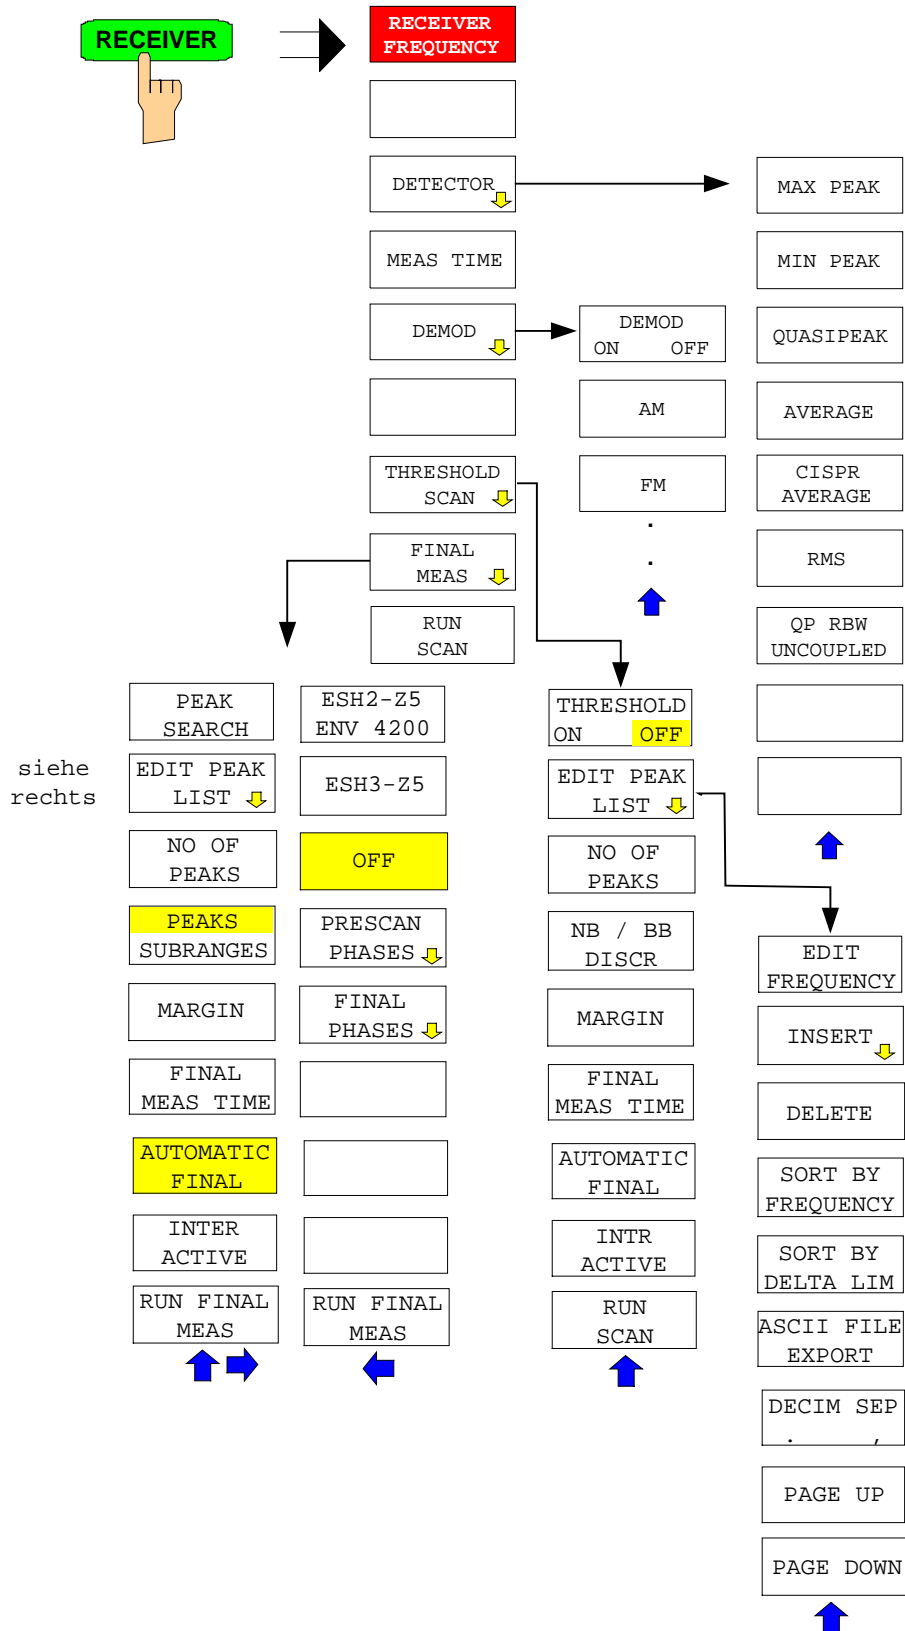 RECEIVER
RECEIVER
FREQUENCY
DETECTOR
MEAS TIME
DEMOD
THRESHOLD
SCAN
FINAL
MEAS
RUN
SCAN
DEMOD
ON OFF
AM
FM
.
.
MAX PEAK
MIN PEAK
QUASIPEAK
AVERAGE
CISPR
AVERAGE
RMS
QP RBW
UNCOUPLED
siehe
rechts
PEAK
SEARCH
EDIT PEAK
LIST
NO OF
PEAKS
PEAKS
SUBRANGES
MARGIN
FINAL
MEAS TIME
AUTOMATIC
FINAL
INTER
ACTIVE
RUN FINAL
MEAS
ESH2-Z5
ENV 4200
ESH3-Z5
OFF
PRESCAN
PHASES
FINAL
PHASES
RUN FINAL
MEAS
THRESHOLD
ON OFF
EDIT PEAK
LIST
NO OF
PEAKS
NB / BB
DISCR
MARGIN
FINAL
MEAS TIME
AUTOMATIC
FINAL
INTR
ACTIVE
RUN
SCAN
EDIT
FREQUENCY
INSERT
DELETE
SORT BY
FREQUENCY
SORT BY
DELTA LIM
ASCII FILE
EXPORT
DECIM SEP
. ,
PAGE UP
PAGE DOWN